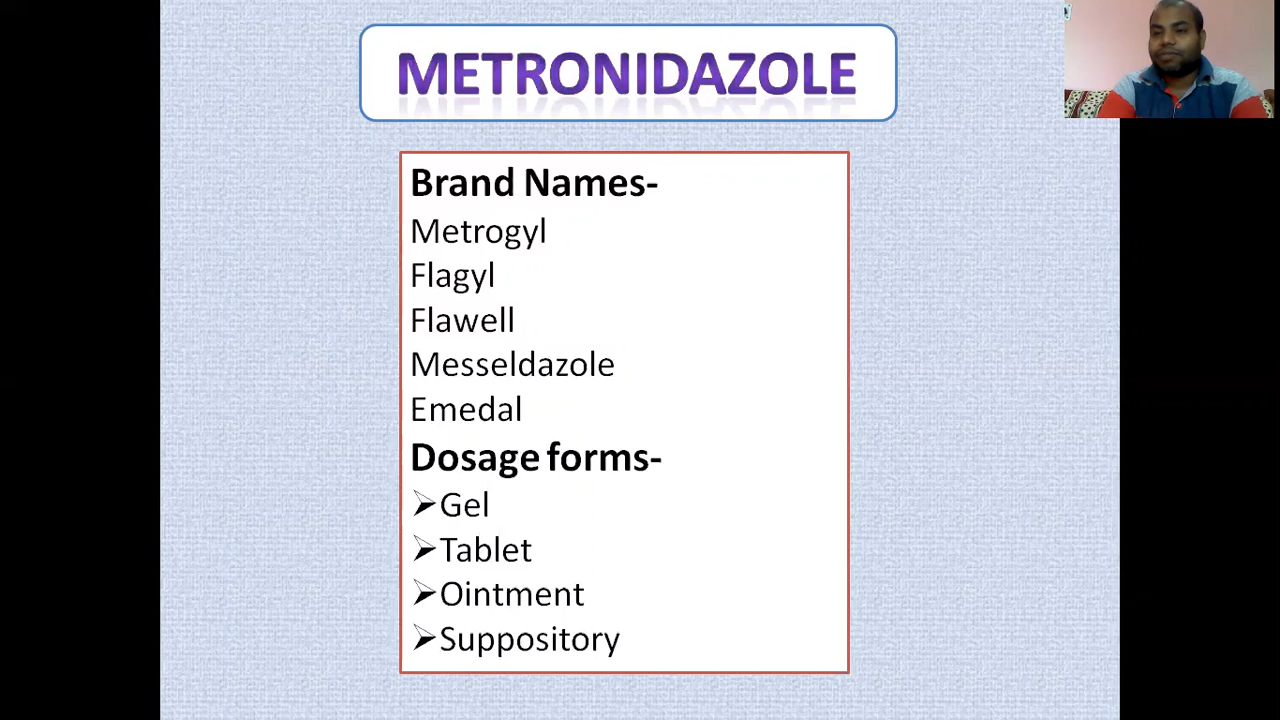 METRONIDAZOLE
Brand Names-
Metrogyl
Flagyl
Flawell
Messeldazole
Emedal
Dosage forms-
➢Gel
➢Tablet
➢Ointment
➢Suppository